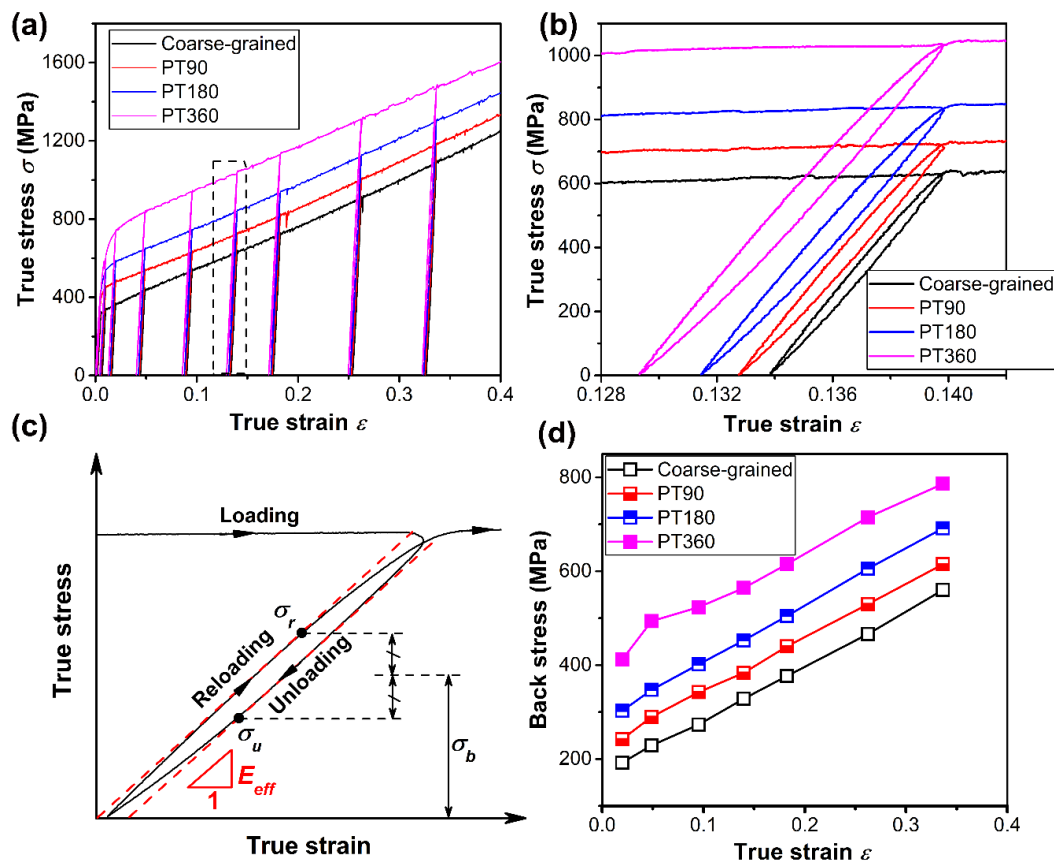 (a)
Coarse-grained
PT90
PT180
PT360
True stress σ (MPa)
1600
1200
800
400
0
0.0 0.1 0.2 0.3 0.4
True strain ε
(b)
1000
800
600
400
200
0
True stress σ (MPa)
Coarse-grained
PT90
PT180
PT360
0.128 0.132 0.136 0.140
True strain ε
(c)
True stress
Loading
Reloading
Unloading
σr
σu
σb
Eeff
1
True strain
(d)
Coarse-grained
PT90
PT180
PT360
Back stress (MPa)
800
600
400
200
0.0 0.1 0.2 0.3 0.4
True strain ε